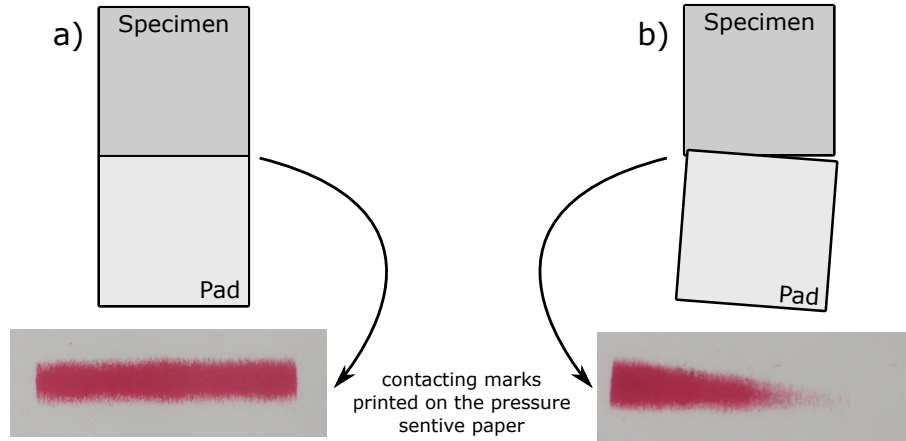 a)
Specimen
Pad
b)
Specimen
Pad
contacting marks
printed on the pressure
sentive paper